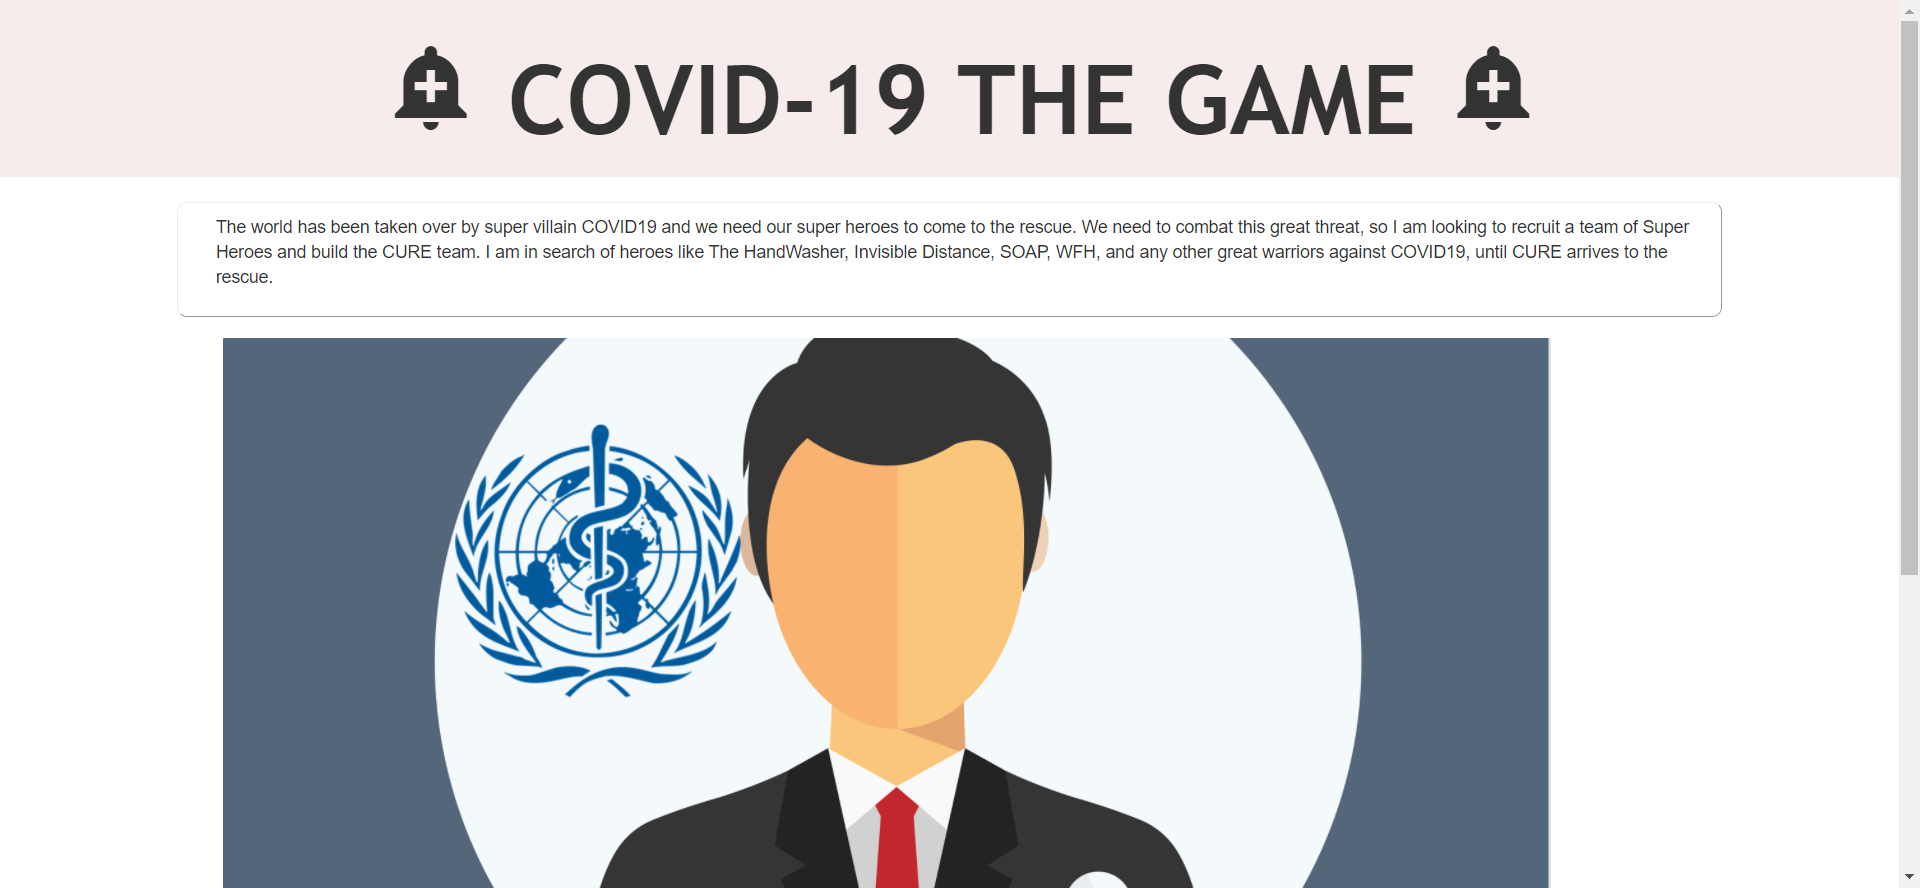 COVID-19 THE GAME
The world has been taken over by super villain COVID19 and we need our super heroes to come to the rescue. We need to combat this great threat, so I am looking to recruit a team of Super
Heroes and build the CURE team. I am in search of heroes like The HandWasher, Invisible Distance, SOAP, WFH, and any other great warriors against COVID19, until CURE arrives to the
rescue.